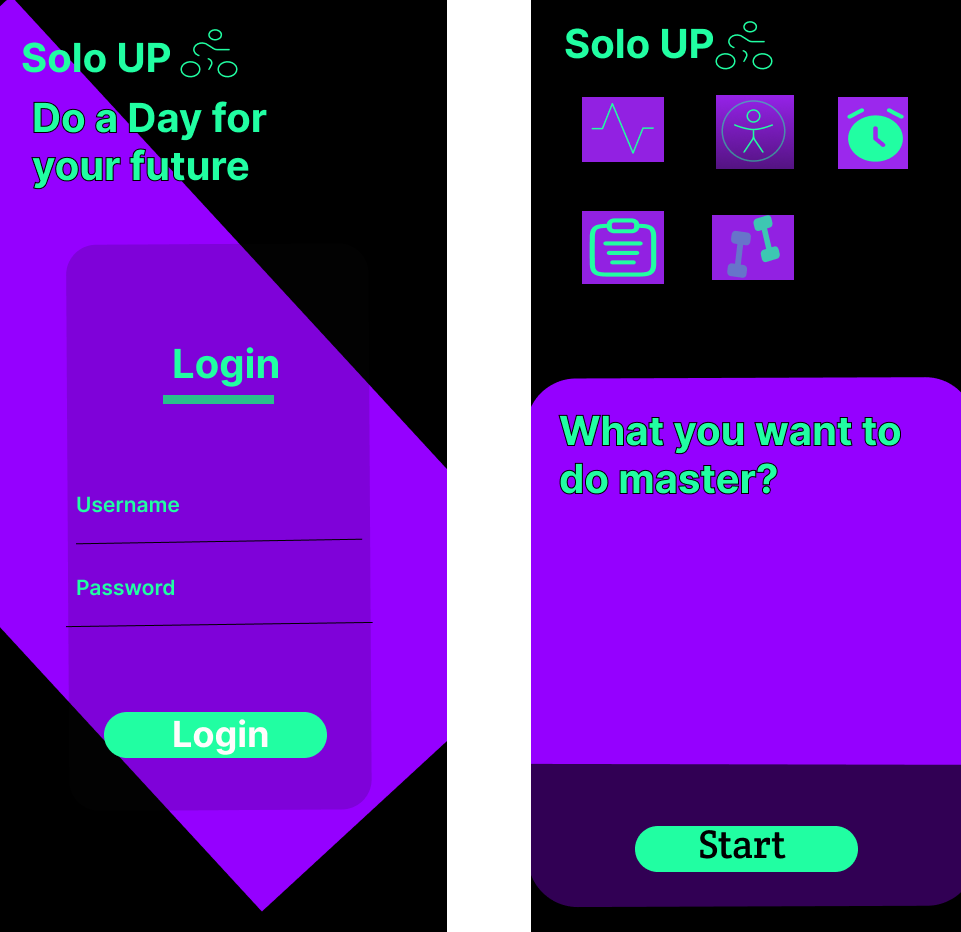 Solo UP
Do a Day for
your future
Login
Username
Password
Login
Solo UP
What you want to
do master?
Start